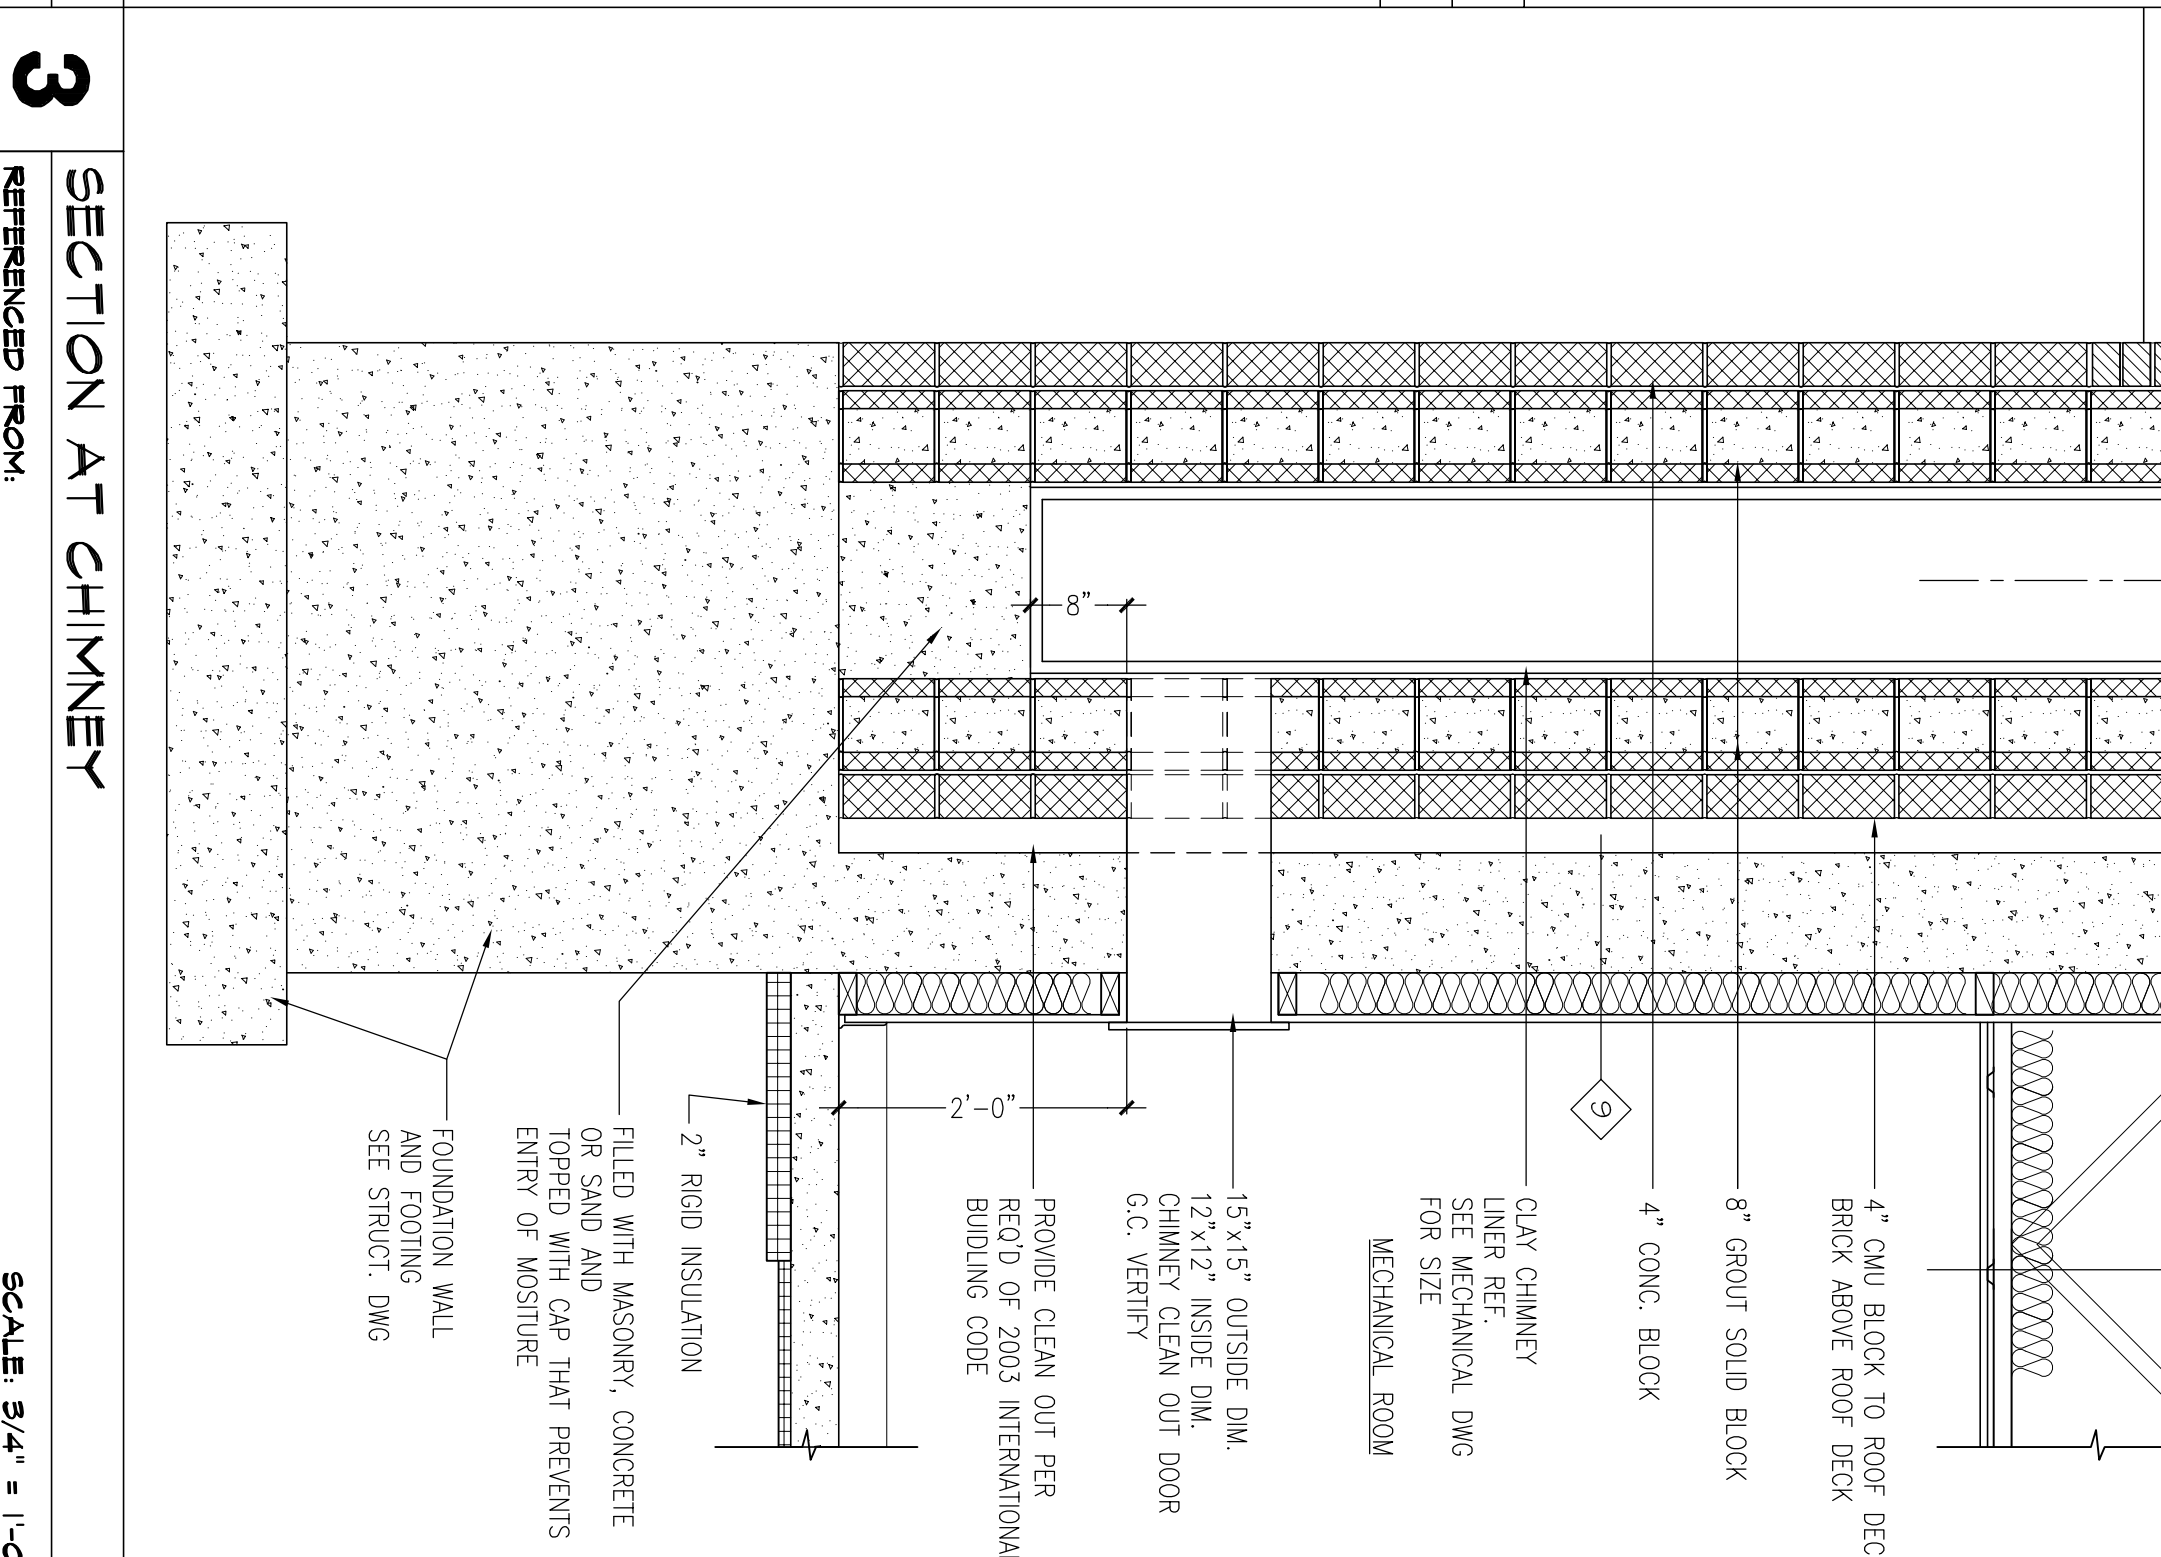 4" CMU BLOCK TO ROOF DEC
BRICK ABOVE ROOF DECK
8" GROUT SOLID BLOCK
4" CONC. BLOCK
9
CLAY CHIMNEY
LINER REF.
SEE MECHANICAL DWG
FOR SIZE
MECHANICAL ROOM
15"x15" OUTSIDE DIM.
12"x12" INSIDE DIM.
CHIMNEY CLEAN OUT DOOR
G.C. VERTIFY
8"
2'-0"
PROVIDE CLEAN OUT PER
REQ'D OF 2003 INTERNATIONAL
BUIDLING CODE
2" RIGID INSULATION
FILLED WITH MASONRY, CONCRETE
OR SAND AND
TOPPED WITH CAP THAT PREVENTS
ENTRY OF MOSITURE
FOUNDATION WALL
AND FOOTING
SEE STRUCT. DWG
3
SECTION AT CHIMNEY
REFERENCED FROM:
SCALE: 3/4" = 1'-0